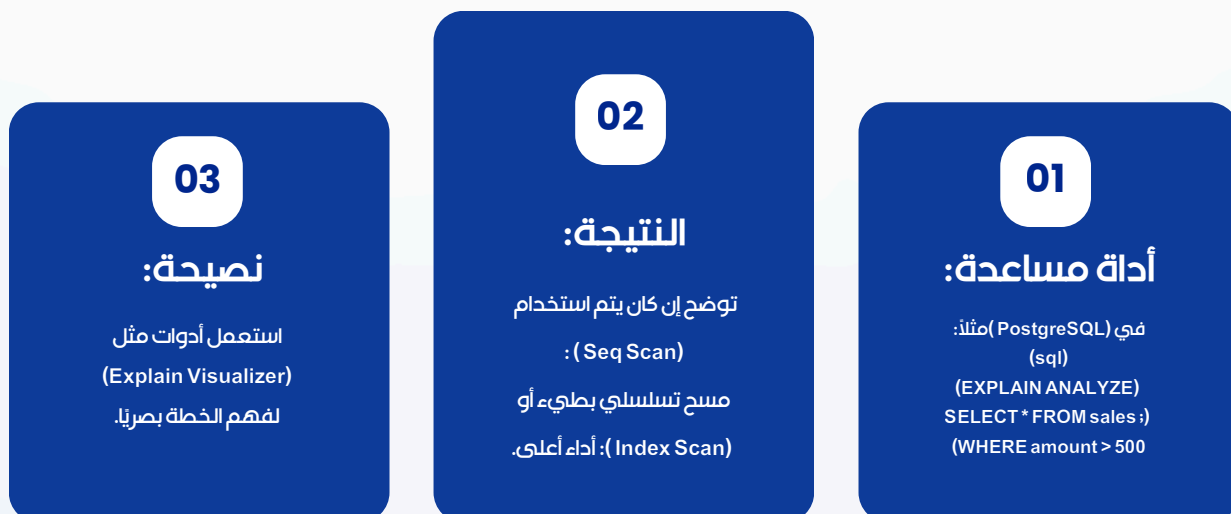 01
أداة مساعدة:
في (PostgreSQL )مثلاً:
(sql)
(EXPLAIN ANALYZE)
SELECT * FROM sales ;)
(WHERE amount > 500
02
النتيجة:
توضح إن كان يتم استخدام
(Seq Scan ) :
مسح تسلسلي بطيء أو
(Index Scan ): أداء أعلى.
03
نصيحة:
استعمل أدوات مثل
(Explain Visualizer)
لفهم الخطة بصريًا.